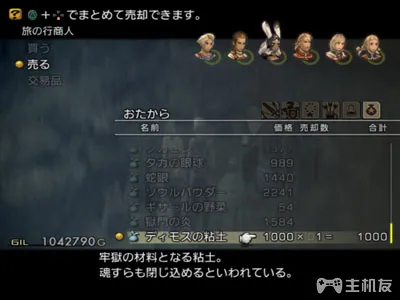 でまとめて売却できます。
旅の行商人
買う
売る
交易品
おたから
名前 価格 売却数 合計
タカの眼球 989
蛇眼 1440
ソウルパウダー 2241
ギサールの野菜 54
獄門の炎 1584
ディモスの粘土 1000× 1= 1000
GIL 1042790G
牢獄の材料となる粘土。
魂すらも閉じ込めるといわれている。
主机友